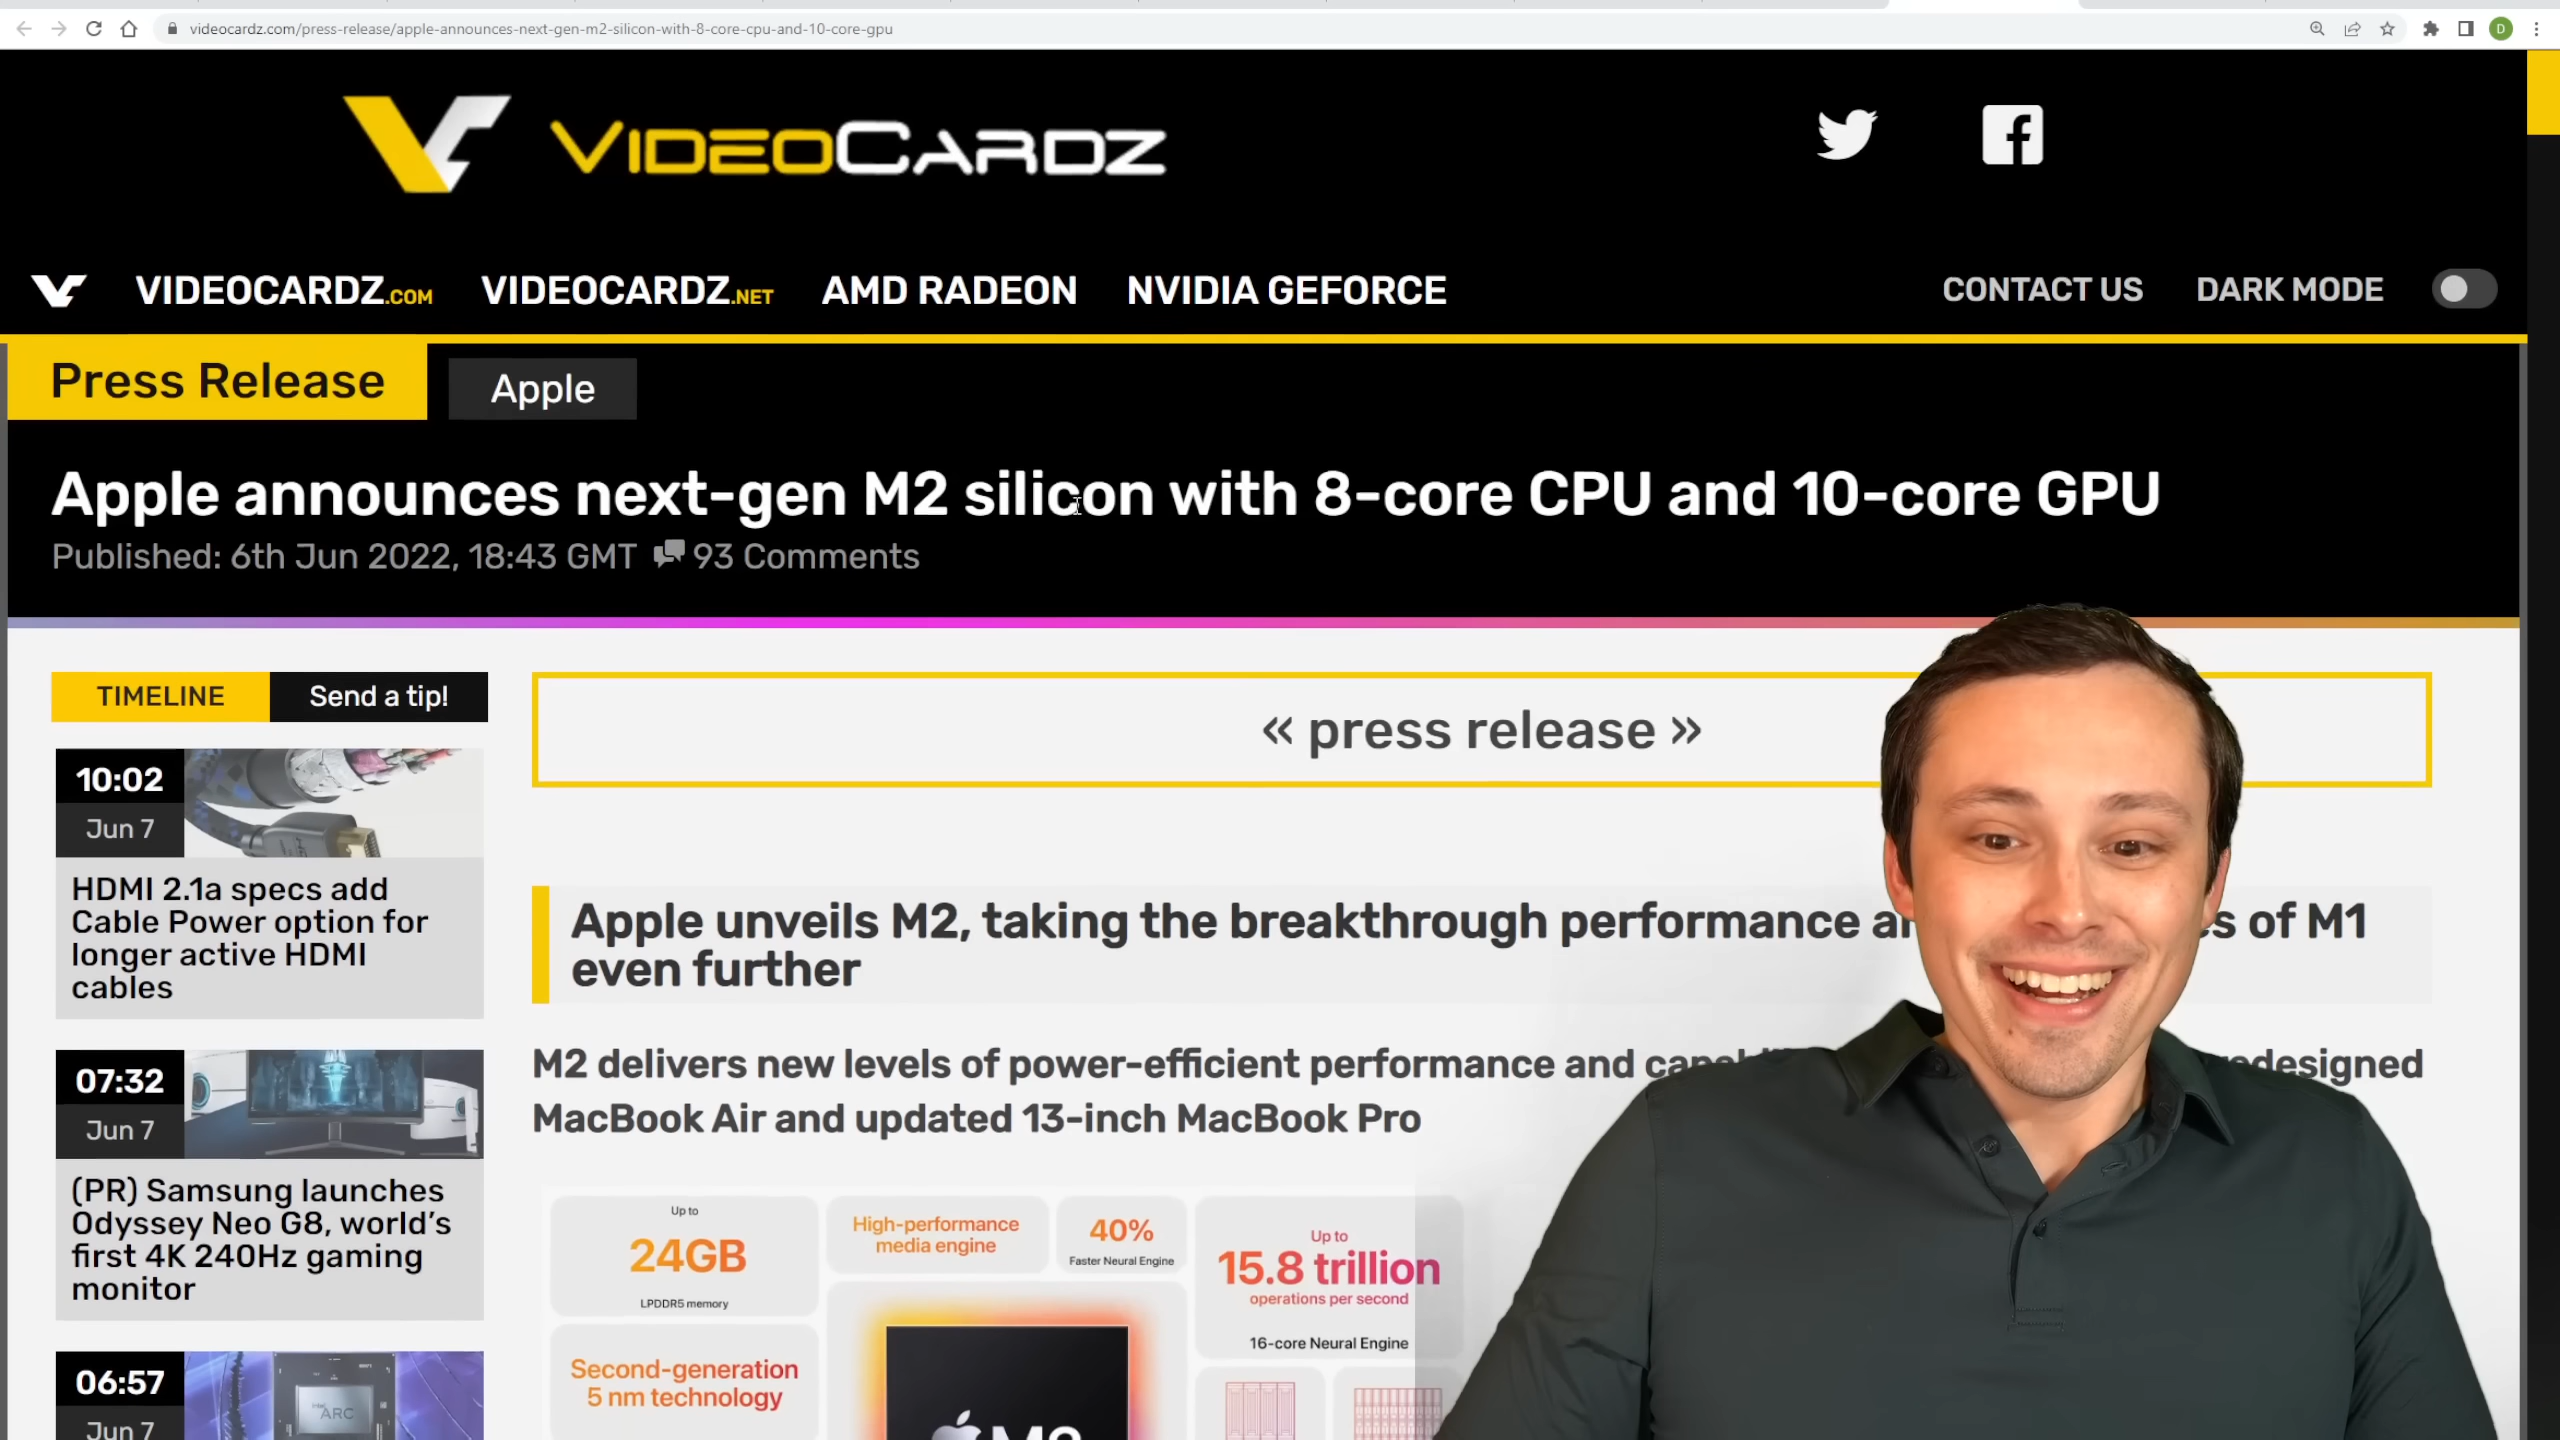 videocardz.com/press-release/apple-announces-next-gen-m2-silicon-with-8-core-cpu-and-10-core-gpu
D
VIDEOCARDZ
VIDEOCARDZ.COM VIDEOCARDZ.NET AMD RADEON NVIDIA GEFORCE CONTACT US DARK MODE
Press Release Apple
Apple announces next-gen M2 silicon with 8-core CPU and 10-core GPU
Published: 6th Jun 2022, 18:43 GMT 93 Comments
TIMELINE Send a tip!
10:02
Jun 7
HDMI 2.1a specs add
Cable Power option for
longer active HDMI
cables
07:32
Jun 7
(PR) Samsung launches
Odyssey Neo G8, world's
first 4K 240Hz gaming
monitor
06:57
Jun 7
intel
ARC
« press release »
Apple unveils M2, taking the breakthrough performance of M1
even further
M2 delivers new levels of power-efficient performance and redesigned
MacBook Air and updated 13-inch MacBook Pro
Up to
24GB
LPDDR5 memory
High-performance
media engine
40%
Faster Neural Engine
Up to
15.8 trillion
operations per second
16-core Neural Engine
Second-generation
5 nm technology
M2